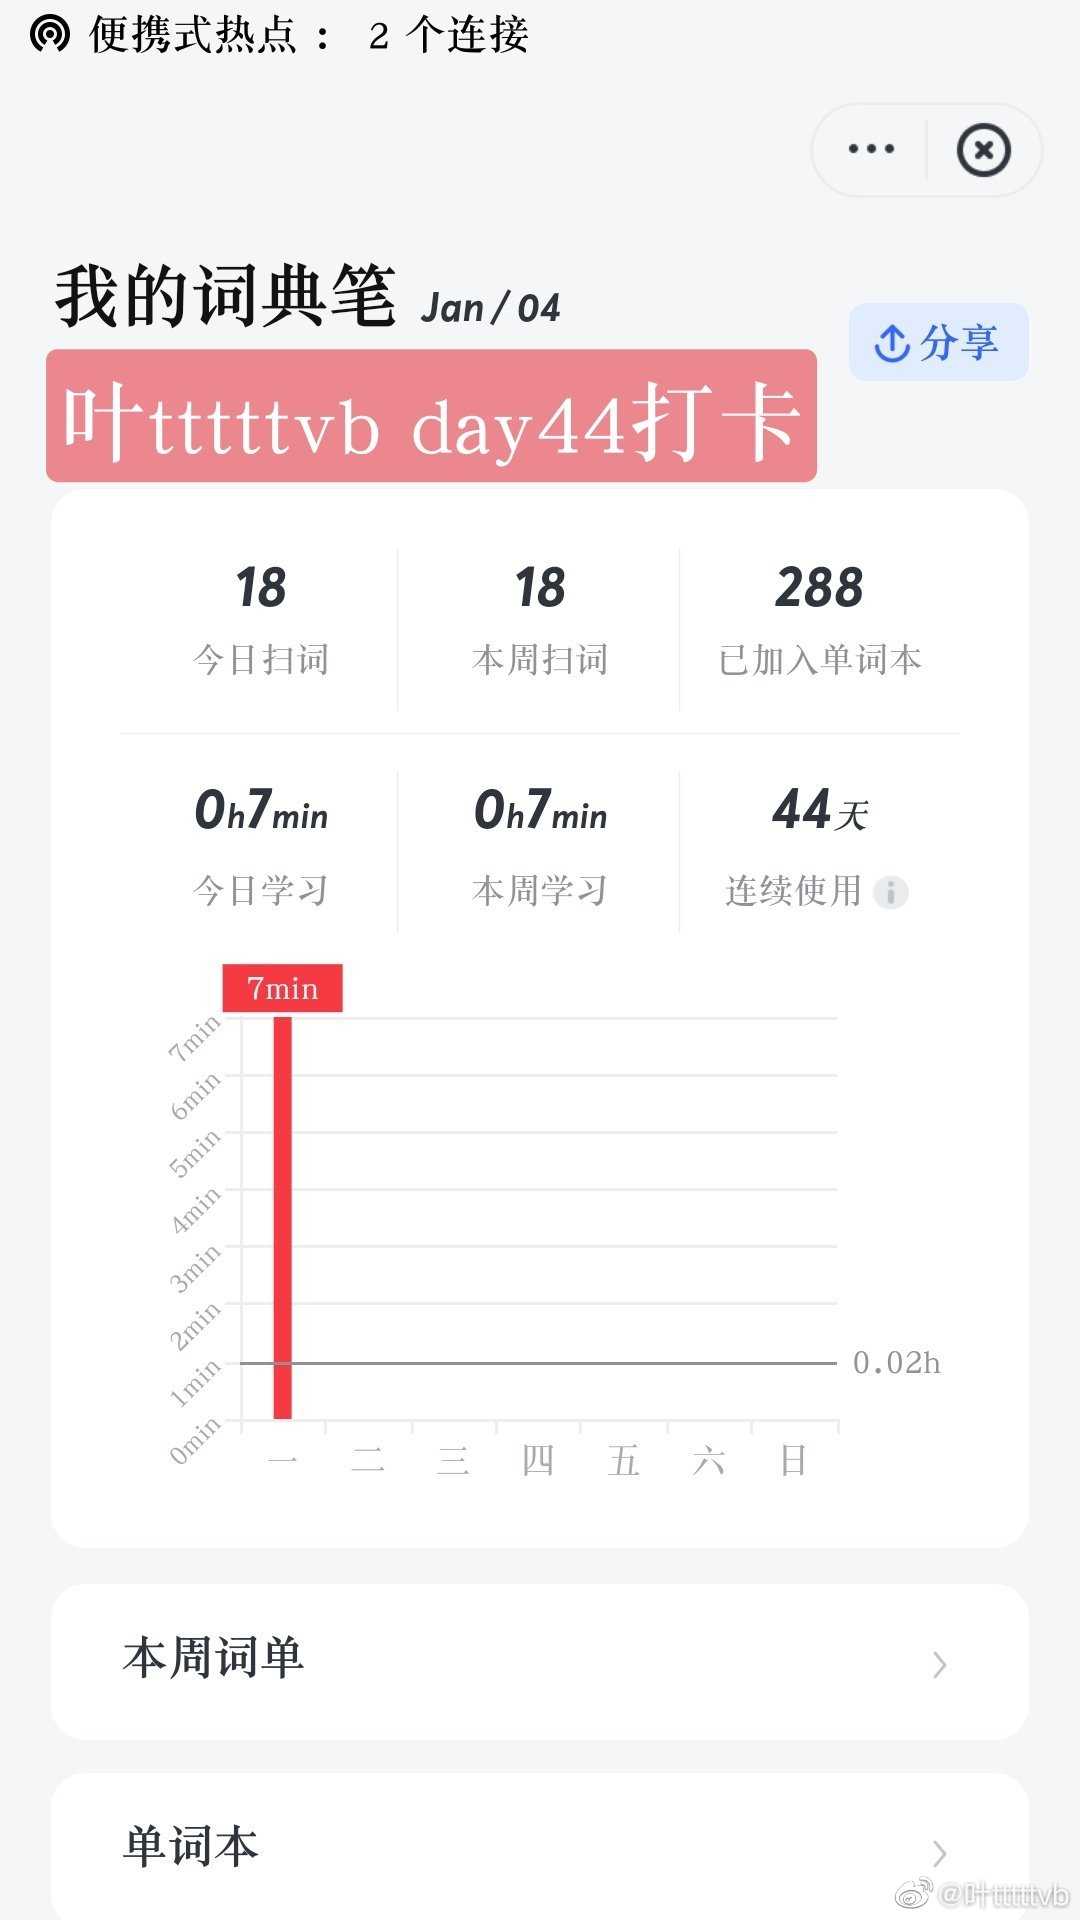 便携式热点： 2 个连接
我的词典笔 Jan / 04
分享
叶tttttvb day44打卡
18 18 288
今日扫词 本周扫词 已加入单词本
0h7min 0h7min 44天
今日学习 本周学习 连续使用
7min
7min
6min
5min
4min
3min
2min
1min 0.02h
0min
一 二 三 四 五 六 日
本周词单
单词本
@叶tttttvb